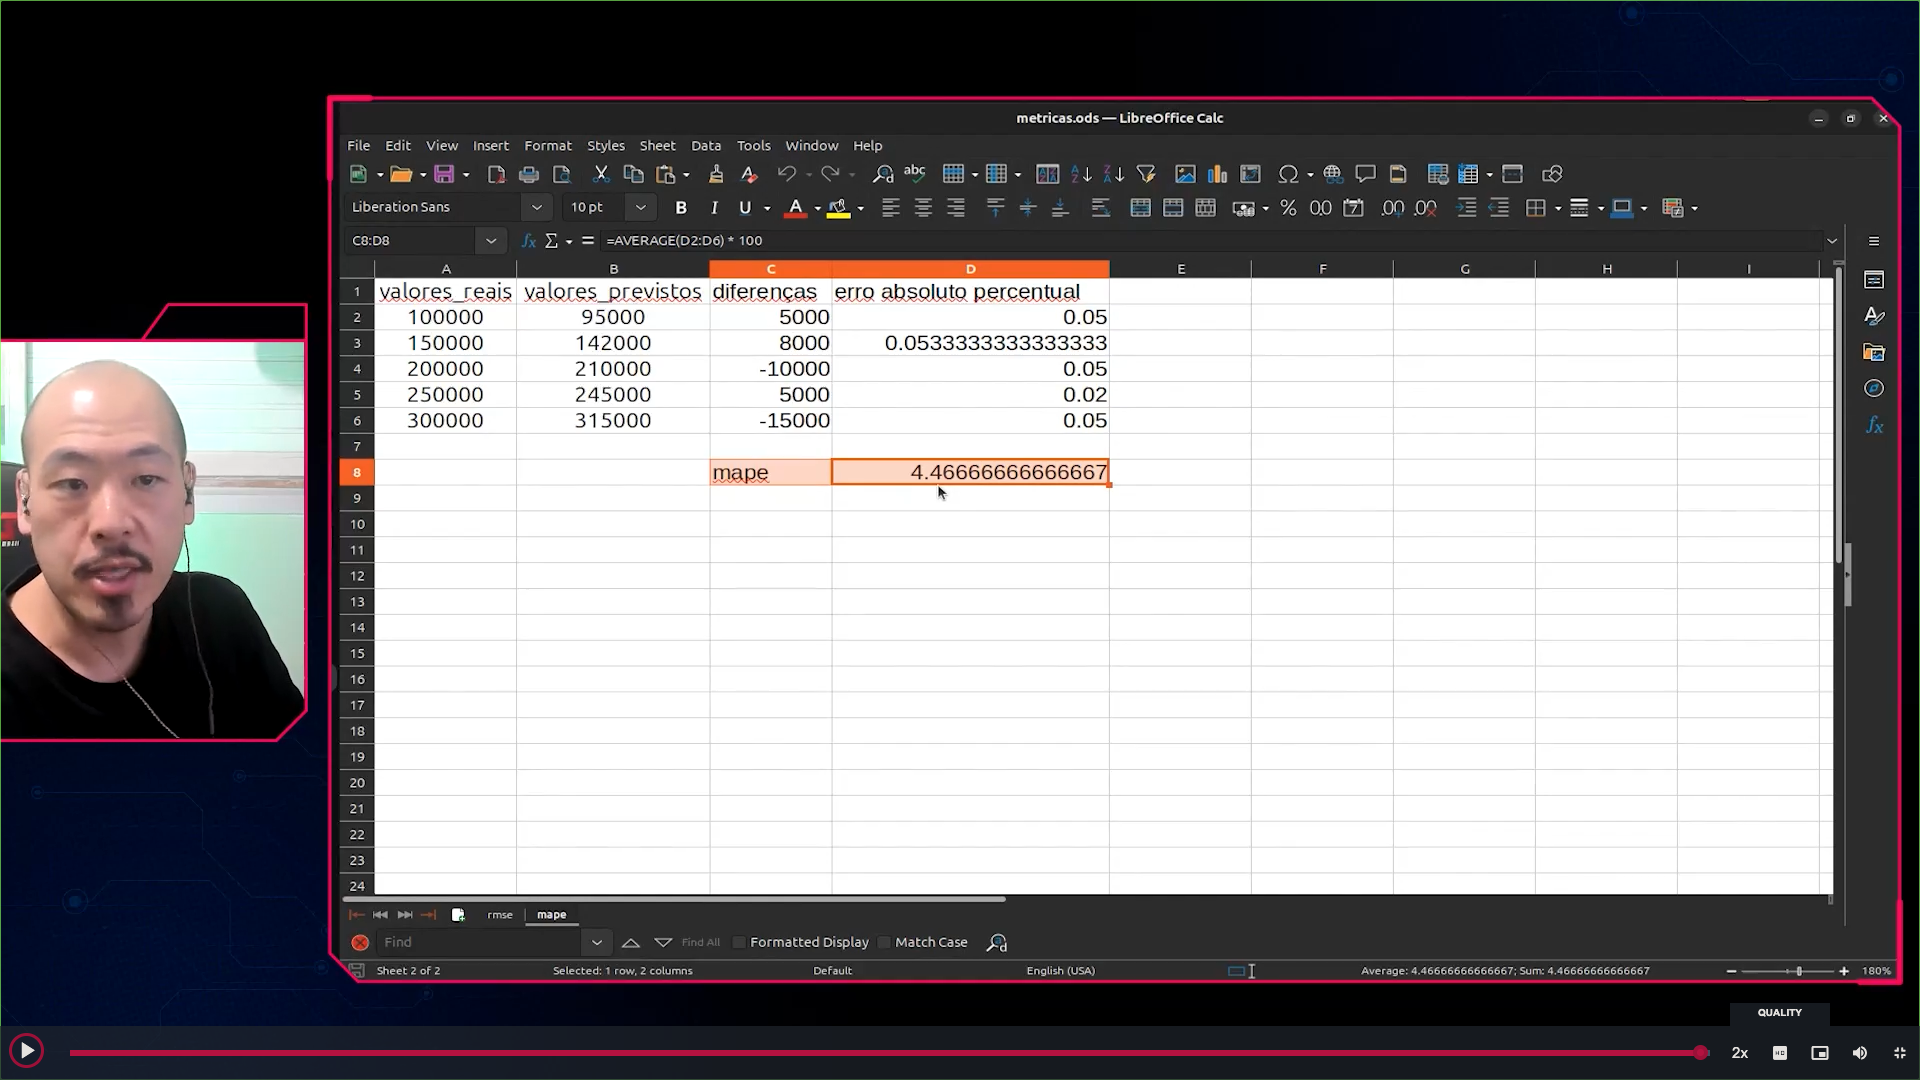 metricas.ods — LibreOffice Calc
File Edit View Insert Format Styles Sheet Data Tools Window Help
Liberation Sans 10 pt
C8:D8 =AVERAGE(D2:D6) * 100
A B C D E F G H I
1 valores_reais valores_previstos diferenças erro absoluto percentual
2 100000 95000 5000 0.05
3 150000 142000 8000 0.0533333333333333
4 200000 210000 -10000 0.05
5 250000 245000 5000 0.02
6 300000 315000 -15000 0.05
7
8 mape 4.46666666666667
9
10
11
12
13
14
15
16
17
18
19
20
21
22
23
24
rmse mape
Find Find All Formatted Display Match Case
Sheet 2 of 2 Selected: 1 row, 2 columns Default English (USA) Average: 4.46666666666667; Sum: 4.46666666666667 180%
QUALITY
2x HD